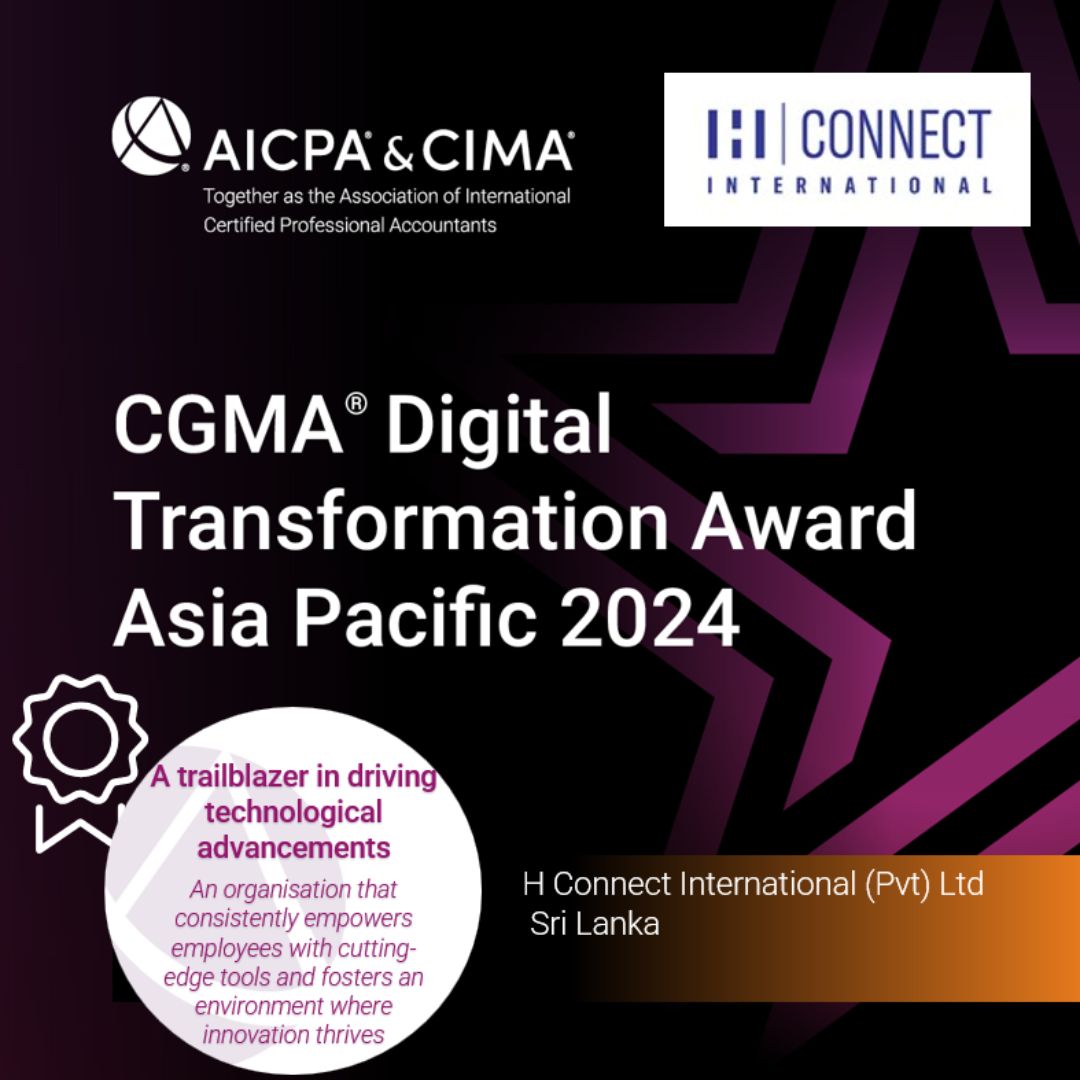 AICPA® & CIMA®
Together as the Association of International
Certified Professional Accountants
H CONNECT
INTERNATIONAL
CGMA® Digital
Transformation Award
Asia Pacific 2024
A trailblazer in driving
technological
advancements
An organisation that
consistently empowers
employees with cutting-
edge tools and fosters an
environment where
innovation thrives
H Connect International (Pvt) Ltd
Sri Lanka